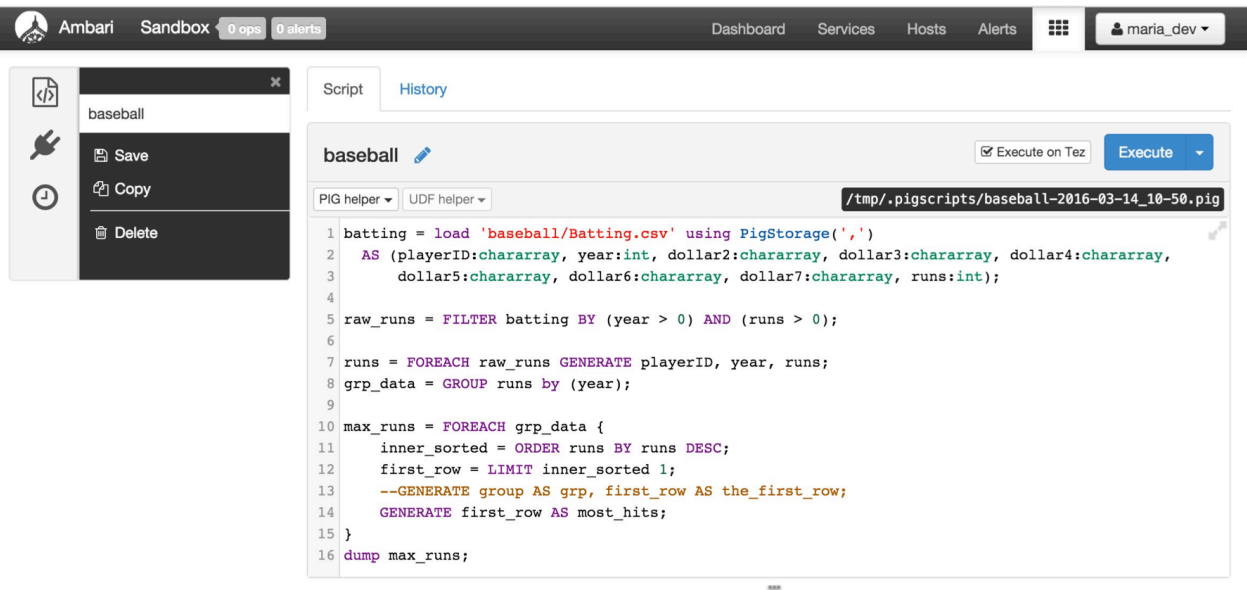 Ambari Sandbox 0 ops 0 alerts Dashboard Services Hosts Alerts maria_dev
baseball
Save
Copy
Delete
Script History
baseball Execute on Tez Execute
PIG helper UDF helper /tmp/.pigscripts/baseball-2016-03-14_10-50.pig
1 batting = load 'baseball/Batting.csv' using PigStorage(',')
2 AS (playerID:chararray, year:int, dollar2:chararray, dollar3:chararray, dollar4:chararray,
3 dollar5:chararray, dollar6:chararray, dollar7:chararray, runs:int);
4
5 raw_runs = FILTER batting BY (year > 0) AND (runs > 0);
6
7 runs = FOREACH raw_runs GENERATE playerID, year, runs;
8 grp_data = GROUP runs by (year);
9
10 max_runs = FOREACH grp_data {
11 inner_sorted = ORDER runs BY runs DESC;
12 first_row = LIMIT inner_sorted 1;
13 --GENERATE group AS grp, first_row AS the_first_row;
14 GENERATE first_row AS most_hits;
15 }
16 dump max_runs;